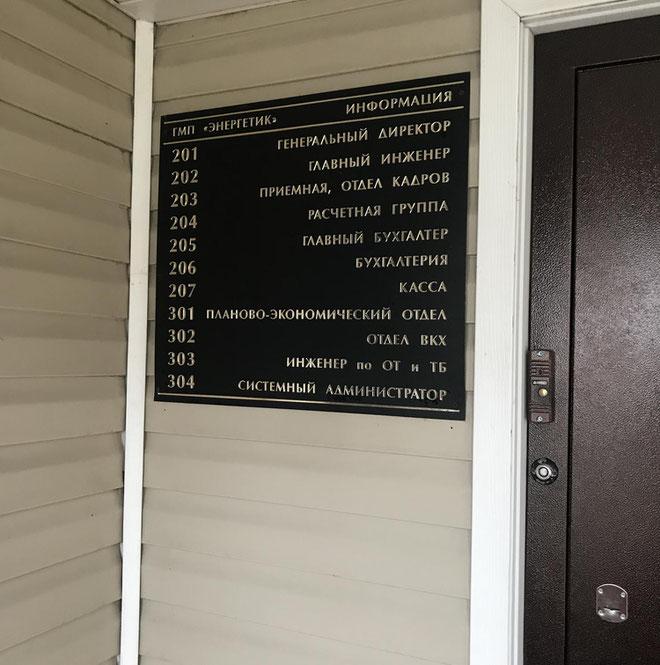 ГМП «ЭНЕРГЕТИК» ИНФОРМАЦИЯ
201 ГЕНЕРАЛЬНЫЙ ДИРЕКТОР
202 ГЛАВНЫЙ ИНЖЕНЕР
203 ПРИЕМНАЯ, ОТДЕЛ КАДРОВ
204 РАСЧЕТНАЯ ГРУППА
205 ГЛАВНЫЙ БУХГАЛТЕР
206 БУХГАЛТЕРИЯ
207 КАССА
301 ПЛАНОВО-ЭКОНОМИЧЕСКИЙ ОТДЕЛ
302 ОТДЕЛ ВКХ
303 ИНЖЕНЕР по ОТ и ТБ
304 СИСТЕМНЫЙ АДМИНИСТРАТОР